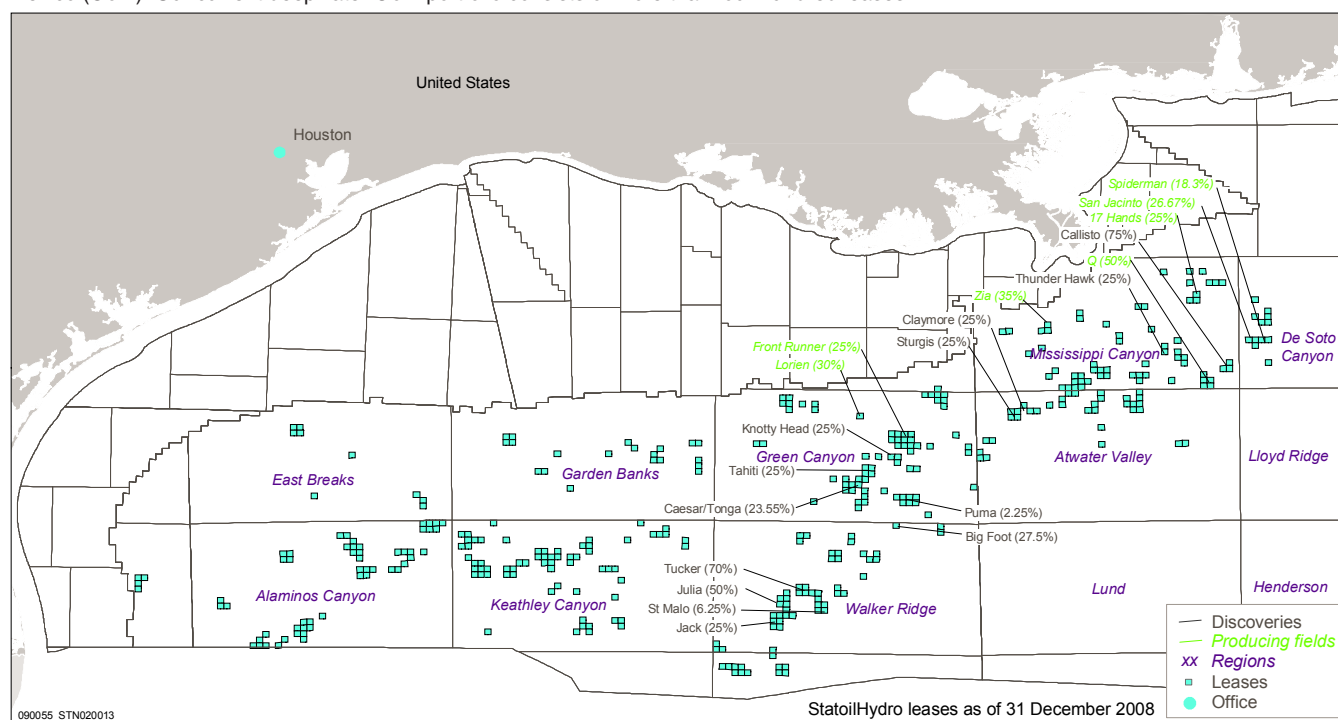 United States
Houston
Spiderman (18.3%)
San Jacinto (26.67%)
17 Hands (25%)
Callisto (75%)
Q (50%)
Thunder Hawk (25%)
Zia (35%)
Claymore (25%)
Sturgis (25%)
Front Runner (25%)
Lorien (30%)
Mississippi Canyon
De Soto
Canyon
Knotty Head (25%)
Green Canyon
Tahiti (25%)
Caesar/Tonga (23.55%)
Puma (2.25%)
Big Foot (27.5%)
East Breaks
Garden Banks
Atwater Valley
Lloyd Ridge
Tucker (70%)
Julia (50%)
St Malo (6.25%)
Jack (25%)
Alaminos Canyon
Keathley Canyon
Walker Ridge
Lund
Henderson
Discoveries
Producing fields
xx Regions
Leases
Office
090055_STN020013
StatoilHydro leases as of 31 December 2008